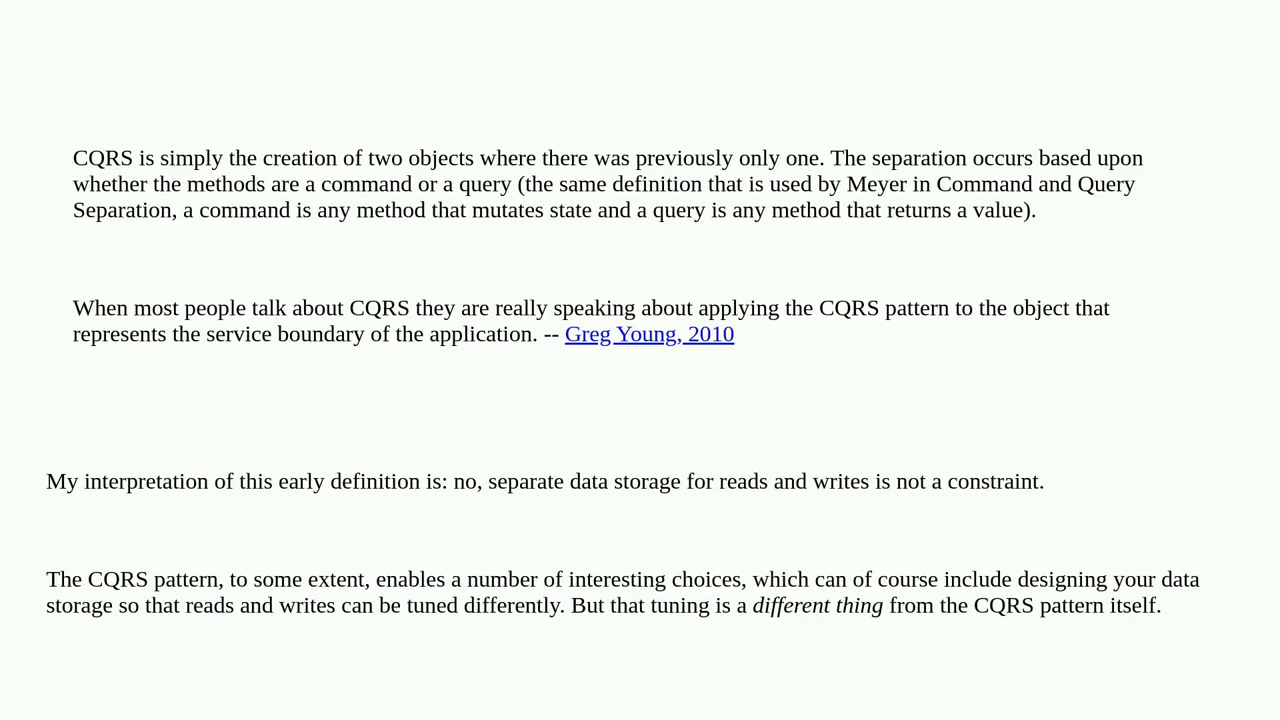 CQRS is simply the creation of two objects where there was previously only one. The separation occurs based upon
whether the methods are a command or a query (the same definition that is used by Meyer in Command and Query
Separation, a command is any method that mutates state and a query is any method that returns a value).
When most people talk about CQRS they are really speaking about applying the CQRS pattern to the object that
represents the service boundary of the application. -- Greg Young, 2010
My interpretation of this early definition is: no, separate data storage for reads and writes is not a constraint.
The CQRS pattern, to some extent, enables a number of interesting choices, which can of course include designing your data
storage so that reads and writes can be tuned differently. But that tuning is a different thing from the CQRS pattern itself.